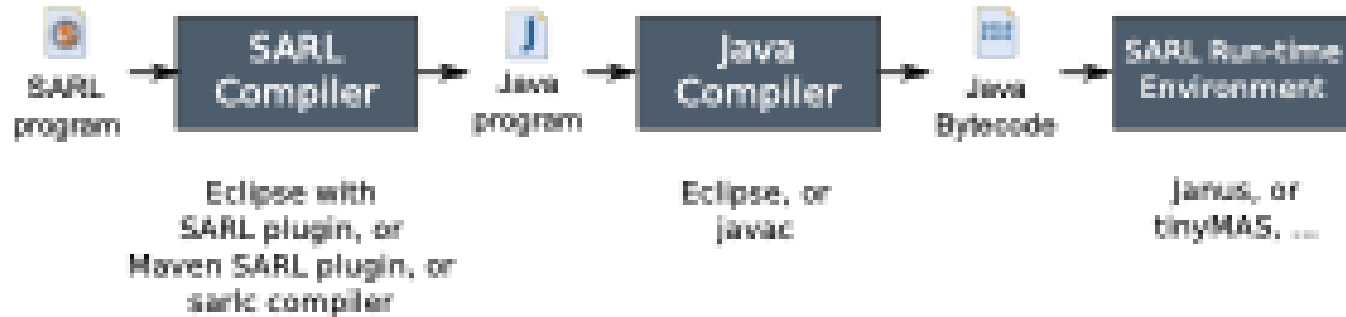 SARL
program
SARL
Compiler
Java
program
Java
Compiler
Java
Bytecode
SARL Run-time
Environment
Eclipse with
SARL plugin, or
Maven SARL plugin, or
sarlc compiler
Eclipse, or
javac
Janus, or
tinyMAS, ...